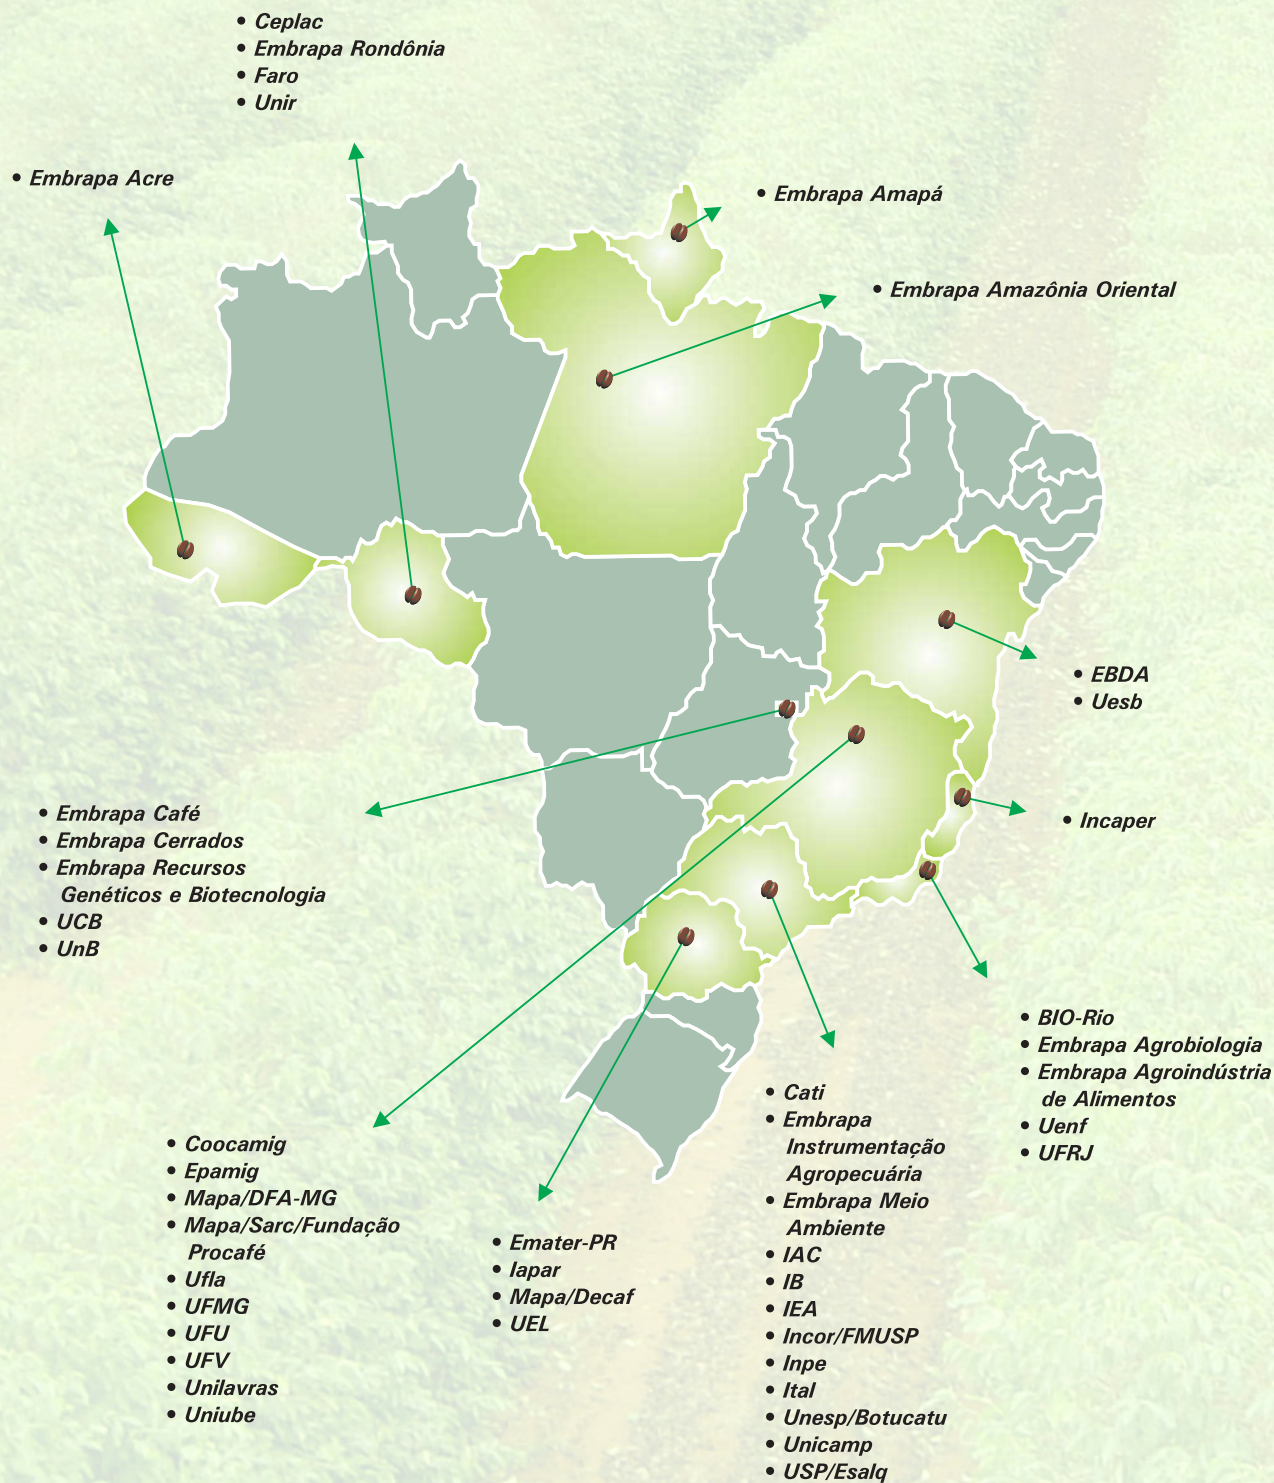 • Ceplac
• Embrapa Rondônia
• Faro
• Unir
• Embrapa Acre
• Embrapa Amapá
• Embrapa Amazônia Oriental
• EBDA
• Uesb
• Embrapa Café
• Embrapa Cerrados
• Embrapa Recursos
Genéticos e Biotecnologia
• UCB
• UnB
• Incaper
• BIO-Rio
• Embrapa Agrobiologia
• Embrapa Agroindústria
de Alimentos
• Uenf
• UFRJ
• Coocamig
• Epamig
• Mapa/DFA-MG
• Mapa/Sarc/Fundação
Procafé
• Ufla
• UFMG
• UFU
• UFV
• Unilavras
• Uniube
• Emater-PR
• Iapar
• Mapa/Decaf
• UEL
• Cati
• Embrapa
Instrumentação
Agropecuária
• Embrapa Meio
Ambiente
• IAC
• IB
• IEA
• Incor/FMUSP
• Inpe
• Ital
• Unesp/Botucatu
• Unicamp
• USP/Esalq